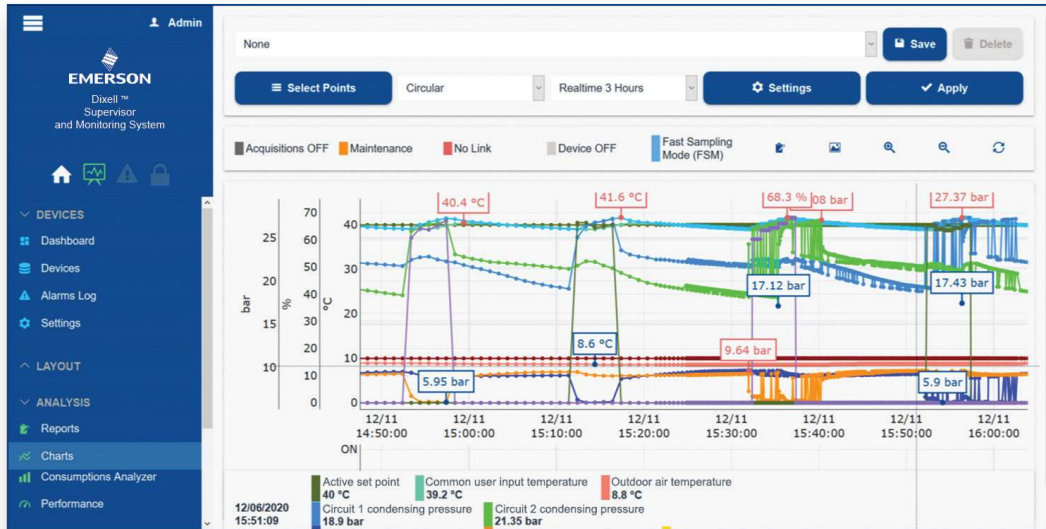 Admin
EMERSON
Dixell ™
Supervisor
and Monitoring System
DEVICES
Dashboard
Devices
Alarms Log
Settings
LAYOUT
ANALYSIS
Reports
Charts
Consumptions Analyzer
Performance
None
Save
Delete
Select Points
Circular
Realtime 3 Hours
Settings
Apply
Acquisitions OFF
Maintenance
No Link
Device OFF
Fast Sampling
Mode (FSM)
bar
25
20
15
10
%
70
60
50
40
30
20
10
0
°C
40
30
20
10
0
40.4 °C
41.6 °C
68.3 %
08 bar
27.37 bar
17.12 bar
17.43 bar
8.6 °C
9.64 bar
5.95 bar
5.9 bar
12/11
14:50:00
12/11
15:00:00
12/11
15:10:00
12/11
15:20:00
12/11
15:30:00
12/11
15:40:00
12/11
15:50:00
12/11
16:00:00
ON
12/06/2020
15:51:09
Active set point
40 °C
Common user input temperature
39.2 °C
Outdoor air temperature
8.8 °C
Circuit 1 condensing pressure
18.9 bar
Circuit 2 condensing pressure
21.35 bar